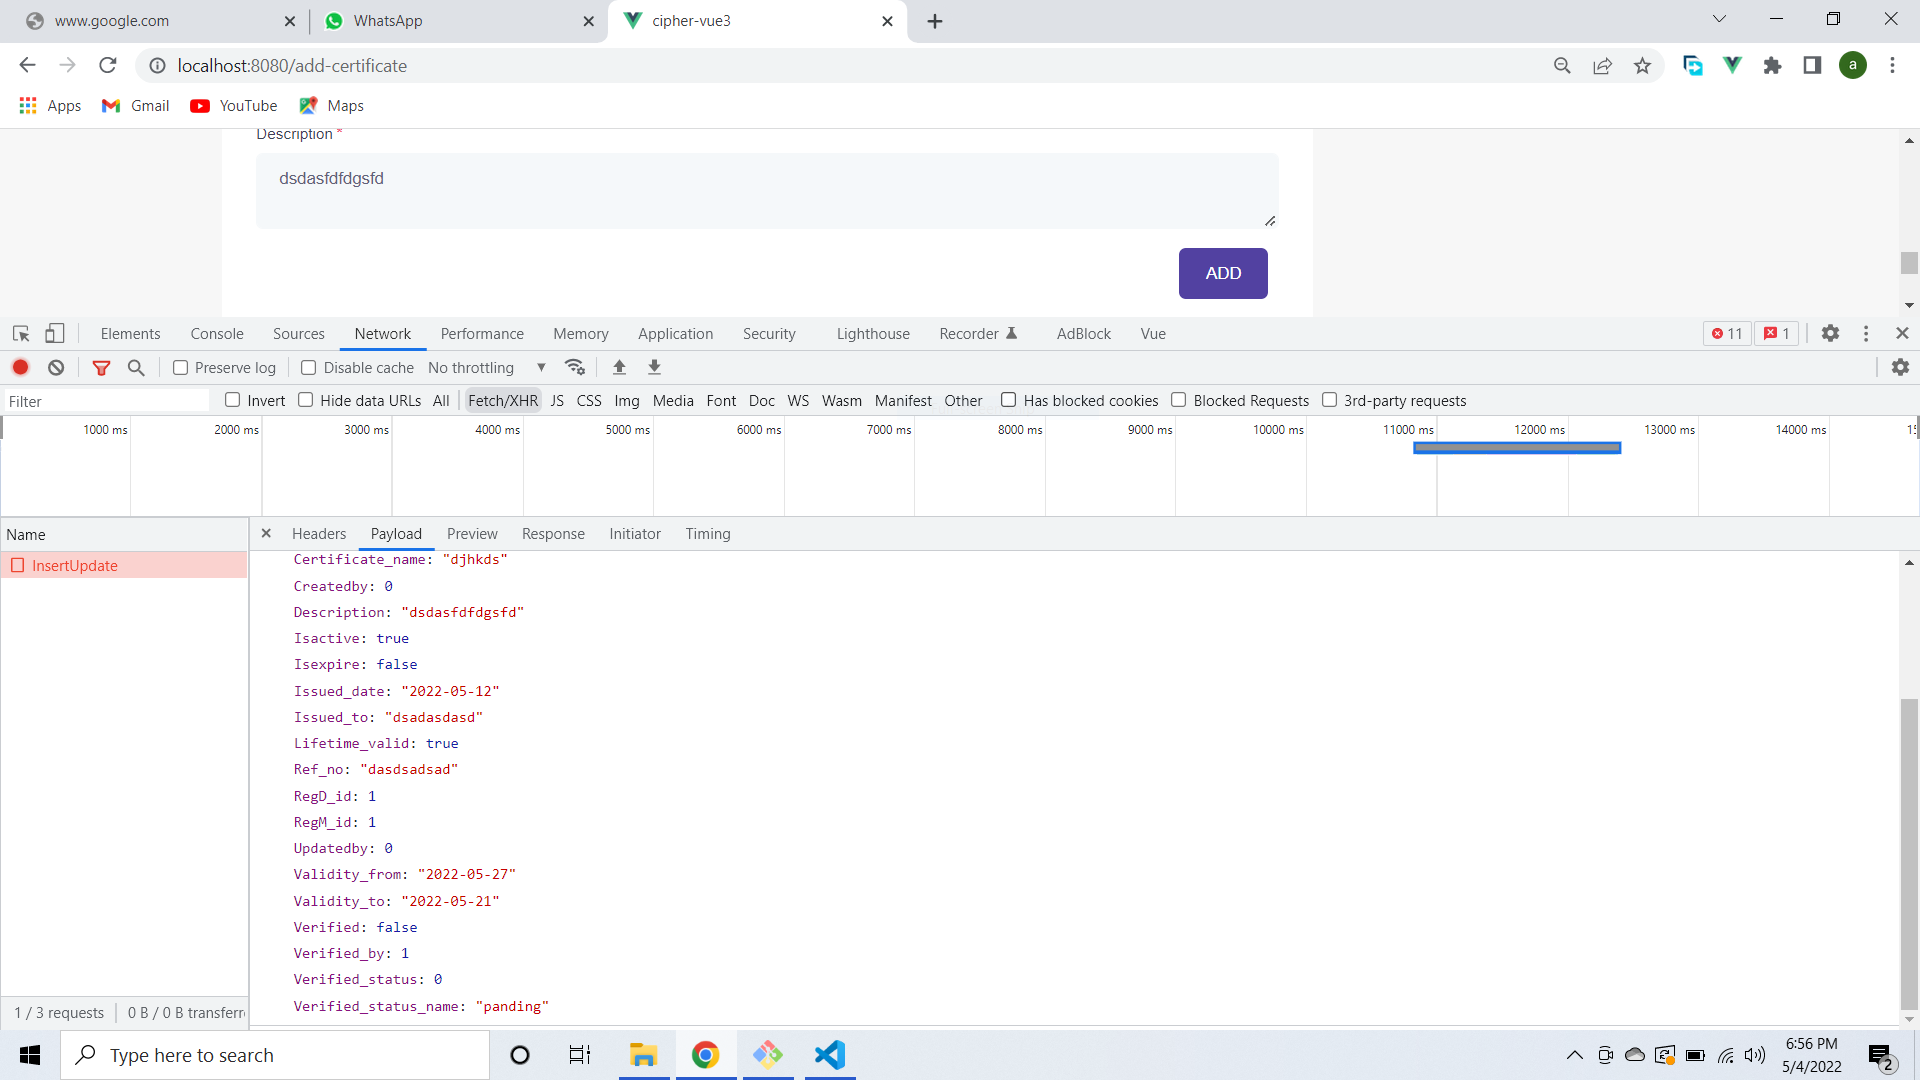 www.google.com
WhatsApp
cipher-vue3
localhost:8080/add-certificate
a
Apps
Gmail
YouTube
Maps
Description *
dsdasfdfdgsfd
ADD
Elements
Console
Sources
Network
Performance
Memory
Application
Security
Lighthouse
Recorder
AdBlock
Vue
11
1
Preserve log
Disable cache
No throttling
Filter
Invert
Hide data URLs
All
Fetch/XHR
JS
CSS
Img
Media
Font
Doc
WS
Wasm
Manifest
Other
Has blocked cookies
Blocked Requests
3rd-party requests
1000 ms
2000 ms
3000 ms
4000 ms
5000 ms
6000 ms
7000 ms
8000 ms
9000 ms
10000 ms
11000 ms
12000 ms
13000 ms
14000 ms
Name
Headers
Payload
Preview
Response
Initiator
Timing
InsertUpdate
Certificate_name: "djhkds"
Createdby: 0
Description: "dsdasfdfdgsfd"
Isactive: true
Isexpire: false
Issued_date: "2022-05-12"
Issued_to: "dsadasdasd"
Lifetime_valid: true
Ref_no: "dasdsadsad"
RegD_id: 1
RegM_id: 1
Updatedby: 0
Validity_from: "2022-05-27"
Validity_to: "2022-05-21"
Verified: false
Verified_by: 1
Verified_status: 0
Verified_status_name: "panding"
1 / 3 requests
0 B / 0 B transferr
Type here to search
6:56 PM
5/4/2022
2